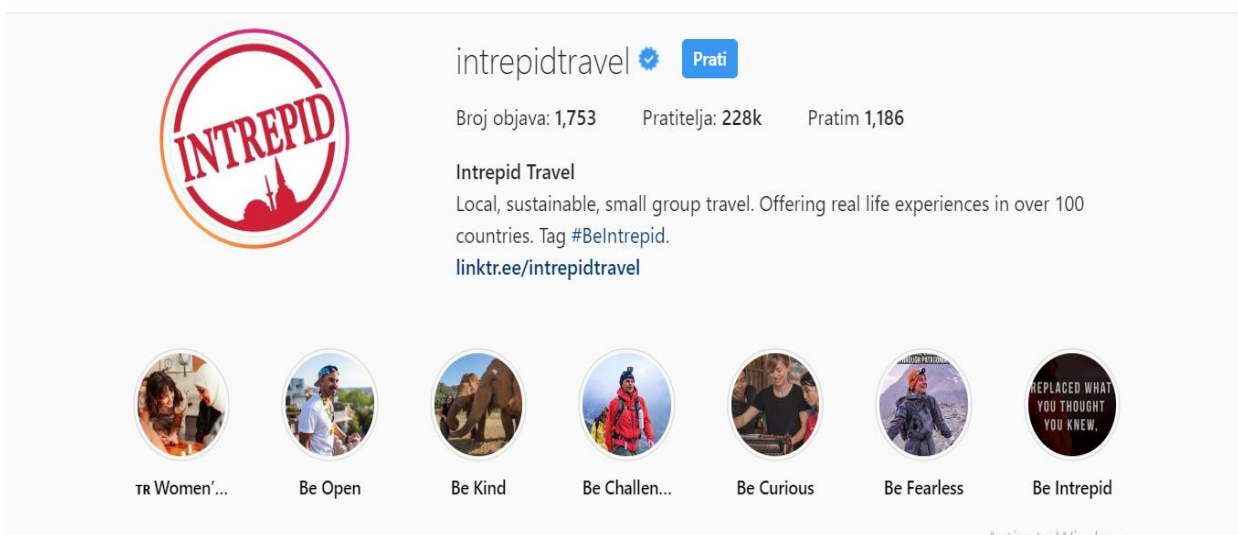 INTREPID
intrepidtravel Prati
Broj objava: 1,753 Pratitelja: 228k Pratim 1,186
Intrepid Travel
Local, sustainable, small group travel. Offering real life experiences in over 100
countries. Tag #BeIntrepid.
linktr.ee/intrepidtravel
REPLACED WHAT
YOU THOUGHT
YOU KNEW,
TR Women'... Be Open Be Kind Be Challen... Be Curious Be Fearless Be Intrepid